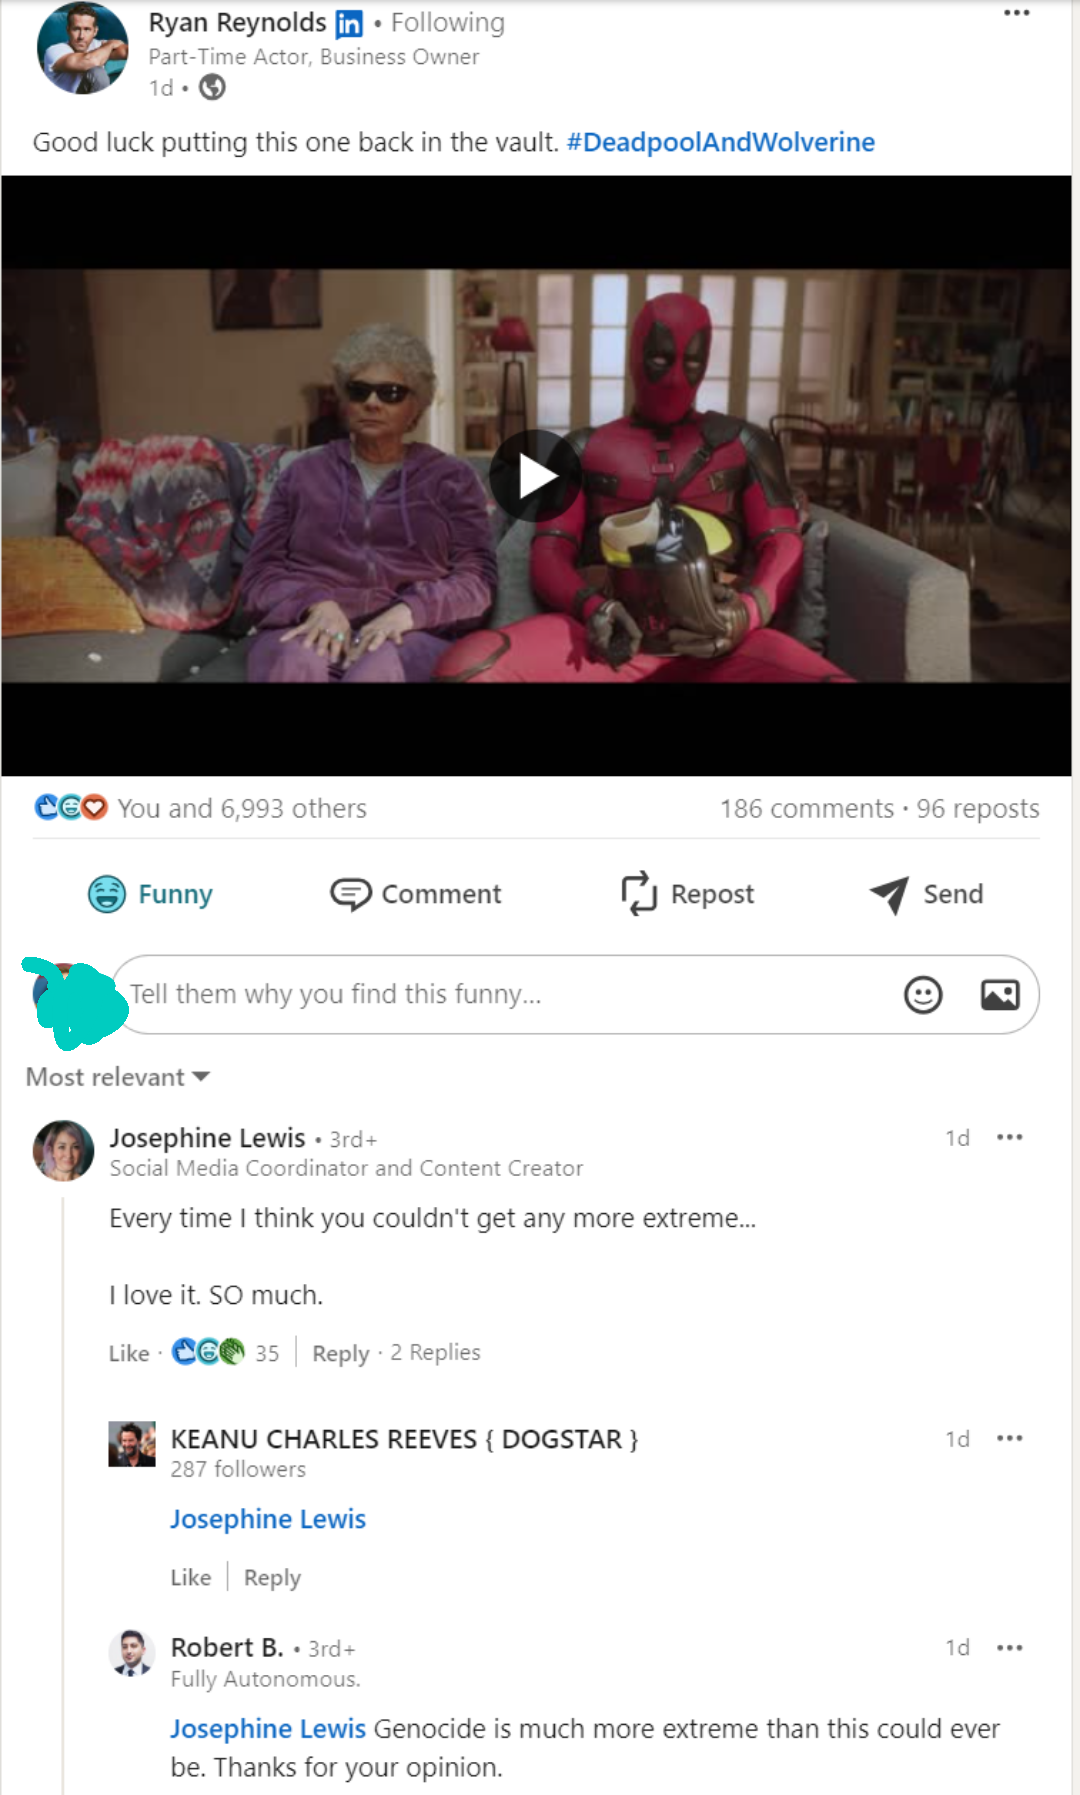 Ryan Reynolds in • Following
Part-Time Actor, Business Owner
1d •
Good luck putting this one back in the vault. #DeadpoolAndWolverine
You and 6,993 others
186 comments · 96 reposts
Funny
Comment
Repost
Send
Tell them why you find this funny...
Most relevant
Josephine Lewis • 3rd+
1d
Social Media Coordinator and Content Creator
Every time I think you couldn't get any more extreme...
I love it. SO much.
Like · 35 | Reply · 2 Replies
KEANU CHARLES REEVES { DOGSTAR }
1d
287 followers
Josephine Lewis
Like | Reply
Robert B. • 3rd+
1d
Fully Autonomous.
Josephine Lewis Genocide is much more extreme than this could ever
be. Thanks for your opinion.